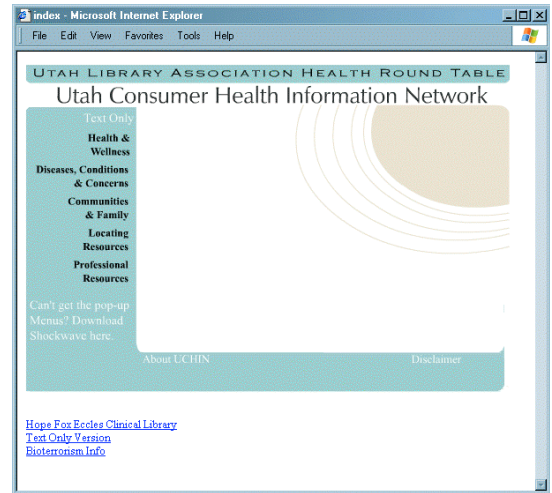 index - Microsoft Internet Explorer
File Edit View Favorites Tools Help
UTAH LIBRARY ASSOCIATION HEALTH ROUND TABLE
Utah Consumer Health Information Network
Text Only
Health &
Wellness
Diseases, Conditions
& Concerns
Communities
& Family
Locating
Resources
Professional
Resources
Can't get the pop-up
Menus? Download
Shockwave here.
About UCHIN Disclaimer
Hope Fox Eccles Clinical Library
Text Only Version
Bioterrorism Info